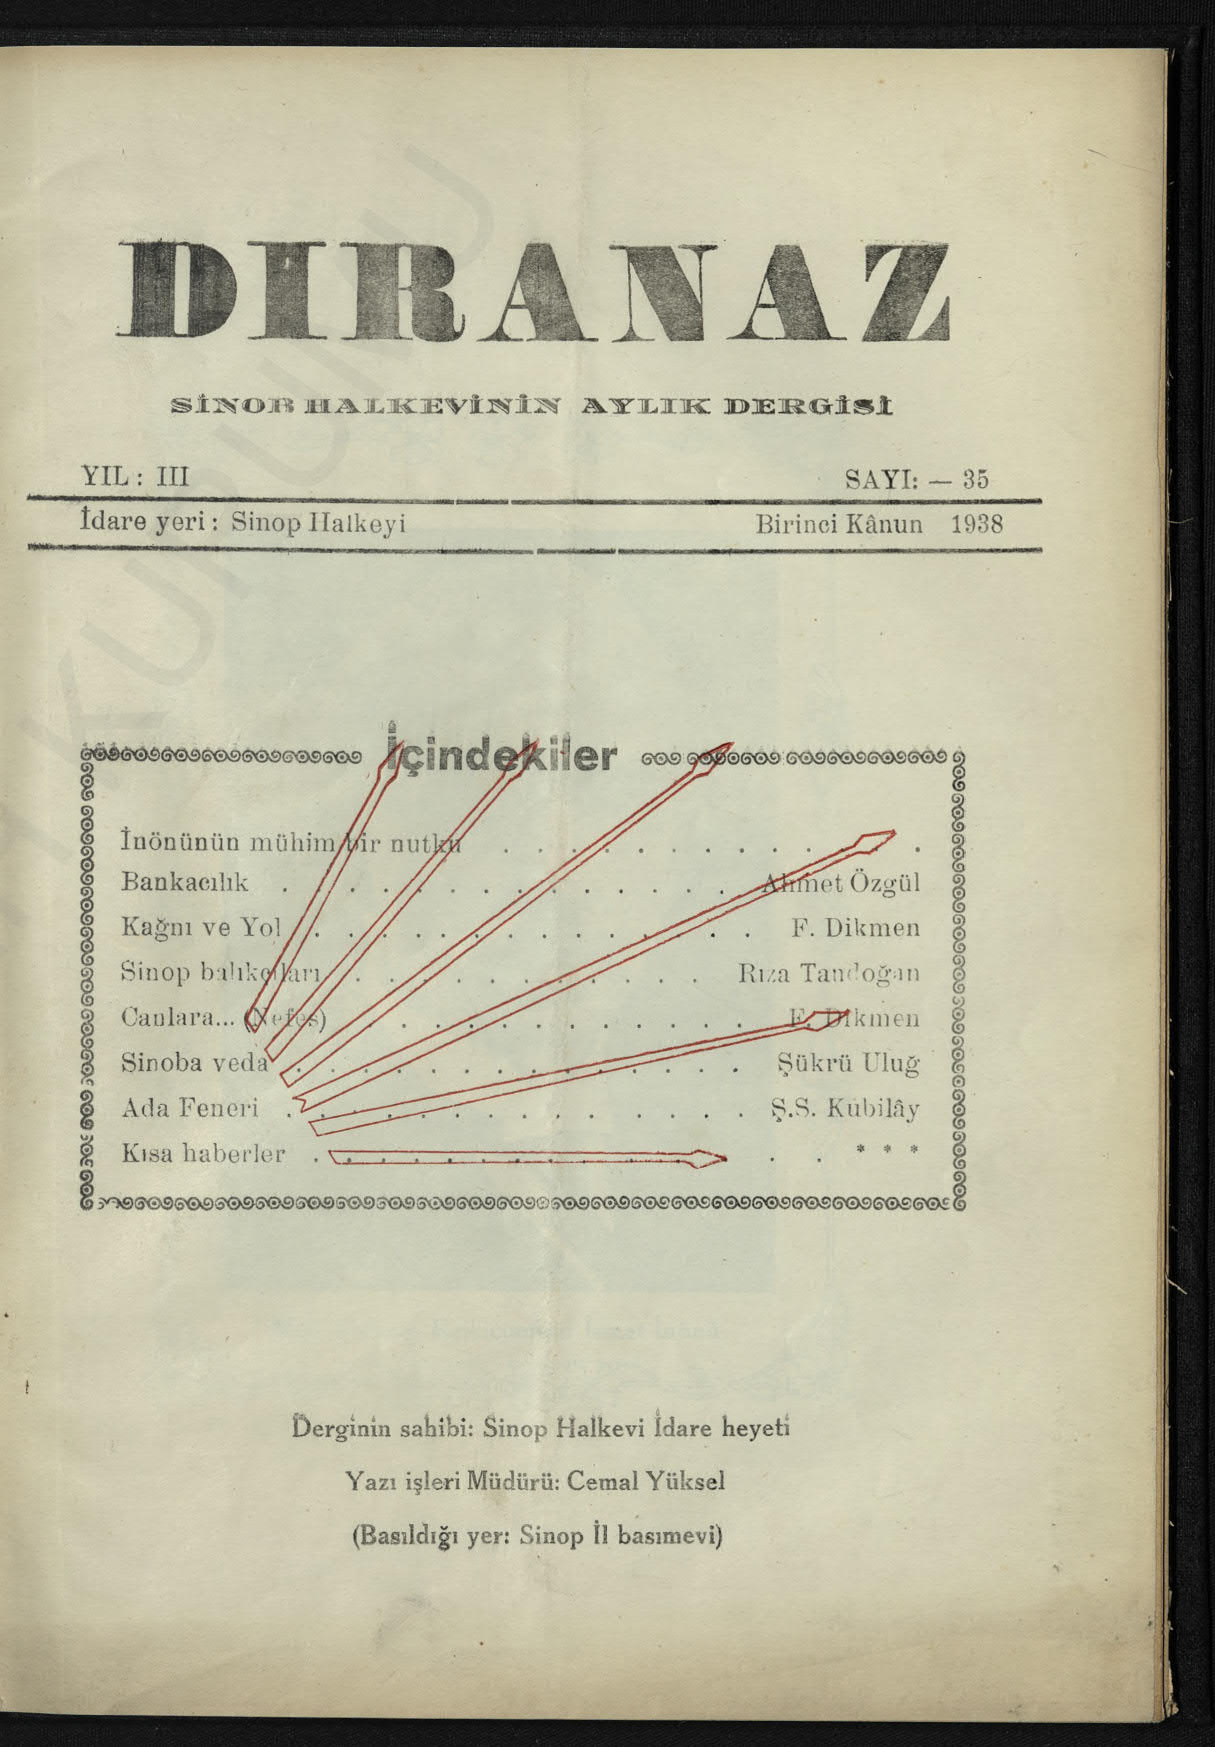 DIRANAZ
SİNOB HALKEVİNİN AYLIK DERGİSİ
YIL: III SAYI: — 35
İdare yeri: Sinop Halkeyi Birinci Kânun 1938
İçindekiler
İnönünün mühim bir nutku . . . . . . . . . . . . .
Bankacılık . . . . . . . . . . . . . . Ahmet Özgül
Kağnı ve Yol . . . . . . . . . . . . . . F. Dikmen
Sinop balıkçıları . . . . . . . . . . . Rıza Tandoğan
Canlara... (Nefes) . . . . . . . . . . . . F. Dikmen
Sinoba veda . . . . . . . . . . . . . . Şükrü Uluğ
Ada Feneri . . . . . . . . . . . . . . Ş.S. Kubilây
Kısa haberler . . . . . . . . . . . . . . * * *
Derginin sahibi: Sinop Halkevi İdare heyeti
Yazı işleri Müdürü: Cemal Yüksel
(Basıldığı yer: Sinop İl basımevi)